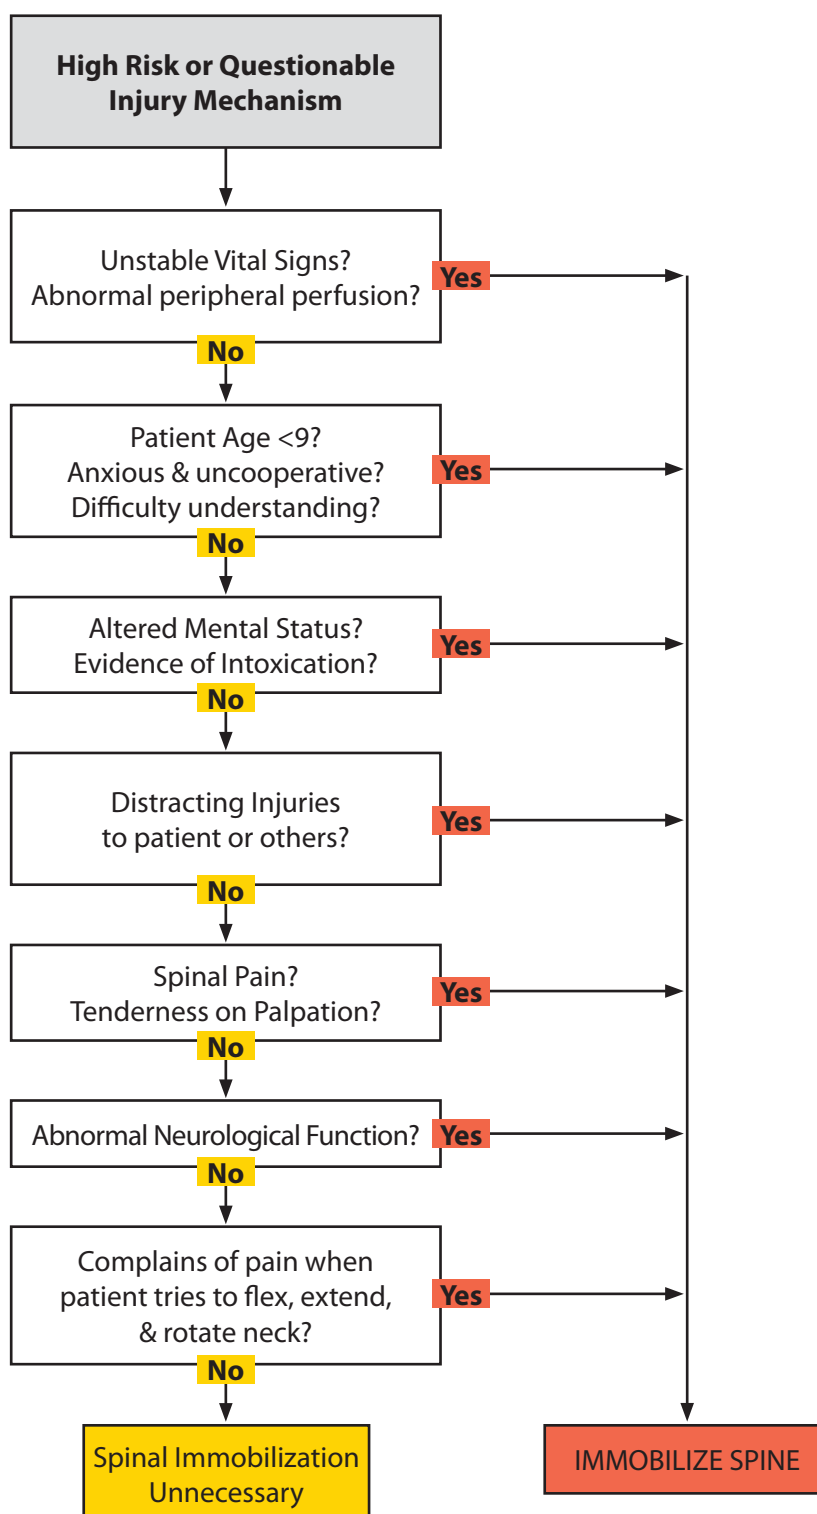 High Risk or Questionable
Injury Mechanism
Unstable Vital Signs?
Abnormal peripheral perfusion?
Yes
No
Patient Age <9?
Anxious & uncooperative?
Difficulty understanding?
Yes
No
Altered Mental Status?
Evidence of Intoxication?
Yes
No
Distracting Injuries
to patient or others?
Yes
No
Spinal Pain?
Tenderness on Palpation?
Yes
No
Abnormal Neurological Function?
Yes
No
Complains of pain when
patient tries to flex, extend,
& rotate neck?
Yes
No
Spinal Immobilization
Unnecessary
IMMOBILIZE SPINE